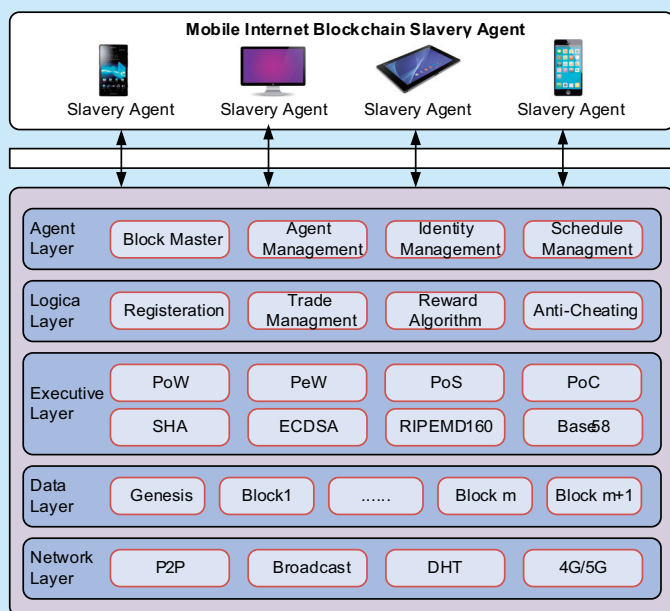 Mobile Internet Blockchain Slavery Agent
Slavery Agent
Slavery Agent
Slavery Agent
Slavery Agent
Agent
Layer
Block Master
Agent
Management
Identity
Management
Schedule
Managment
Logica
Layer
Registeration
Trade
Managment
Reward
Algorithm
Anti-Cheating
Executive
Layer
PoW
PeW
PoS
PoC
SHA
ECDSA
RIPEMD160
Base58
Data
Layer
Genesis
Block1
......
Block m
Block m+1
Network
Layer
P2P
Broadcast
DHT
4G/5G